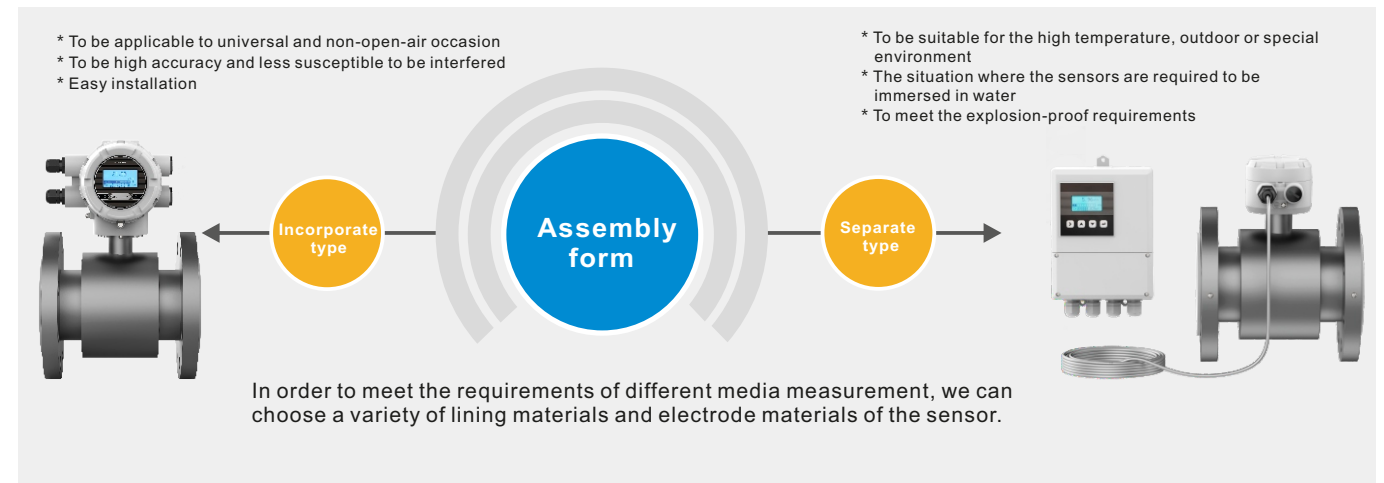 * To be applicable to universal and non-open-air occasion
* To be high accuracy and less susceptible to be interfered
* Easy installation
* To be suitable for the high temperature, outdoor or special
environment
* The situation where the sensors are required to be
immersed in water
* To meet the explosion-proof requirements
Incorporate
type
Assembly
form
Separate
type
In order to meet the requirements of different media measurement, we can
choose a variety of lining materials and electrode materials of the sensor.